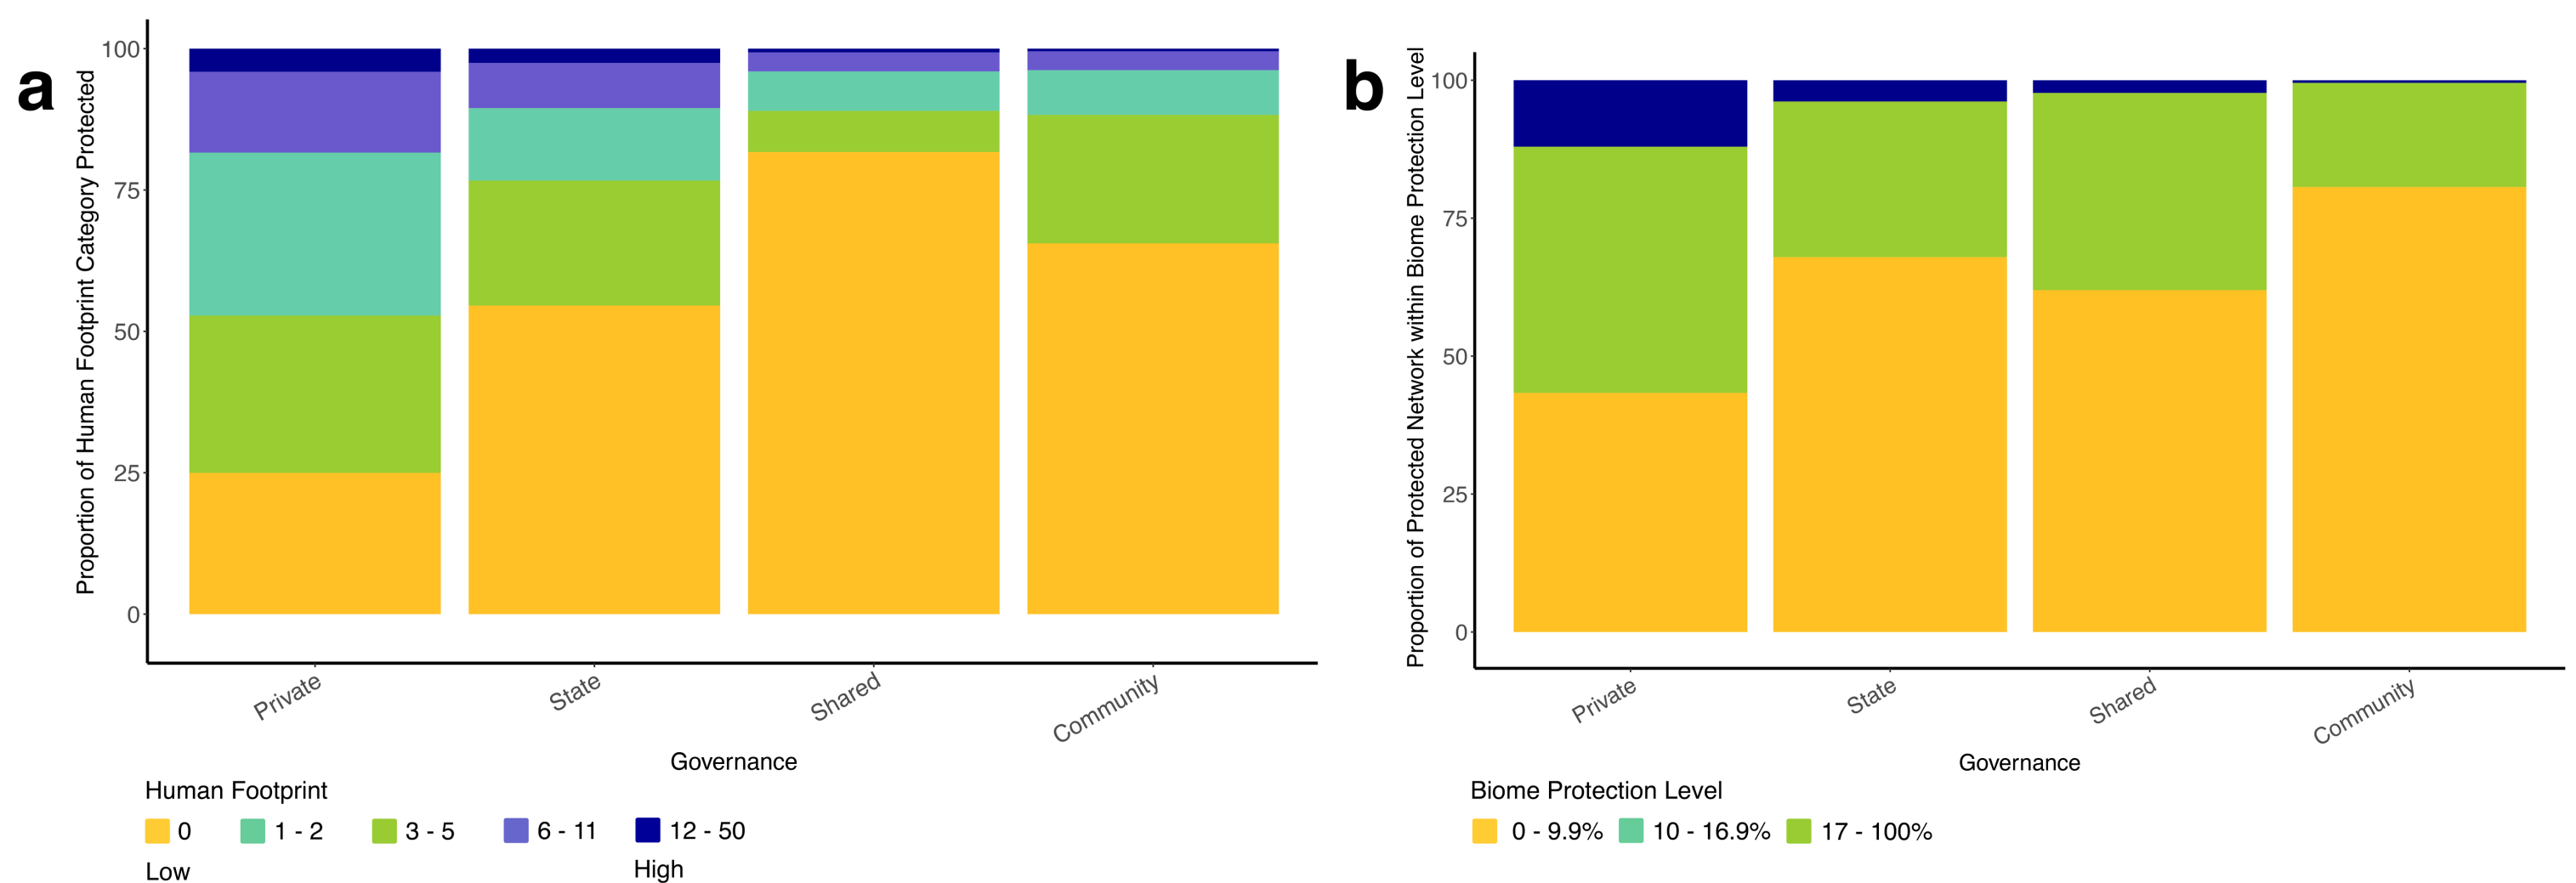 a
Proportion of Human Footprint Category Protected
100
75
50
25
0
Private
State
Shared
Community
Governance
Human Footprint
0
1 - 2
3 - 5
6 - 11
12 - 50
Low
High
b
Proportion of Protected Network within Biome Protection Level
100
75
50
25
0
Private
State
Shared
Community
Governance
Biome Protection Level
0 - 9.9%
10 - 16.9%
17 - 100%